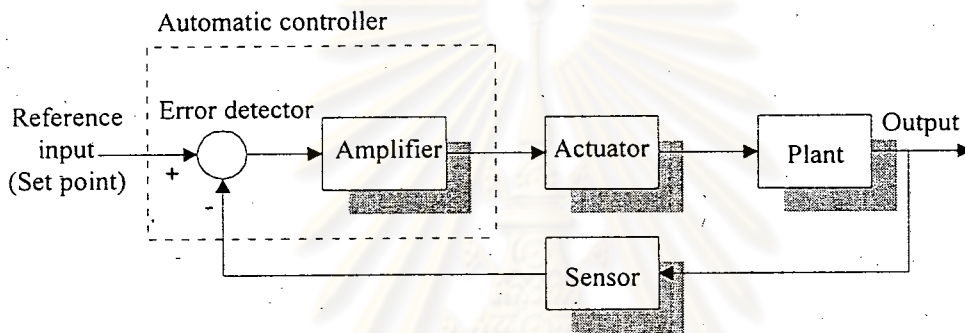 Automatic controller
Error detector
Reference
input
(Set point)
+
-
Amplifier
Actuator
Plant
Output
Sensor